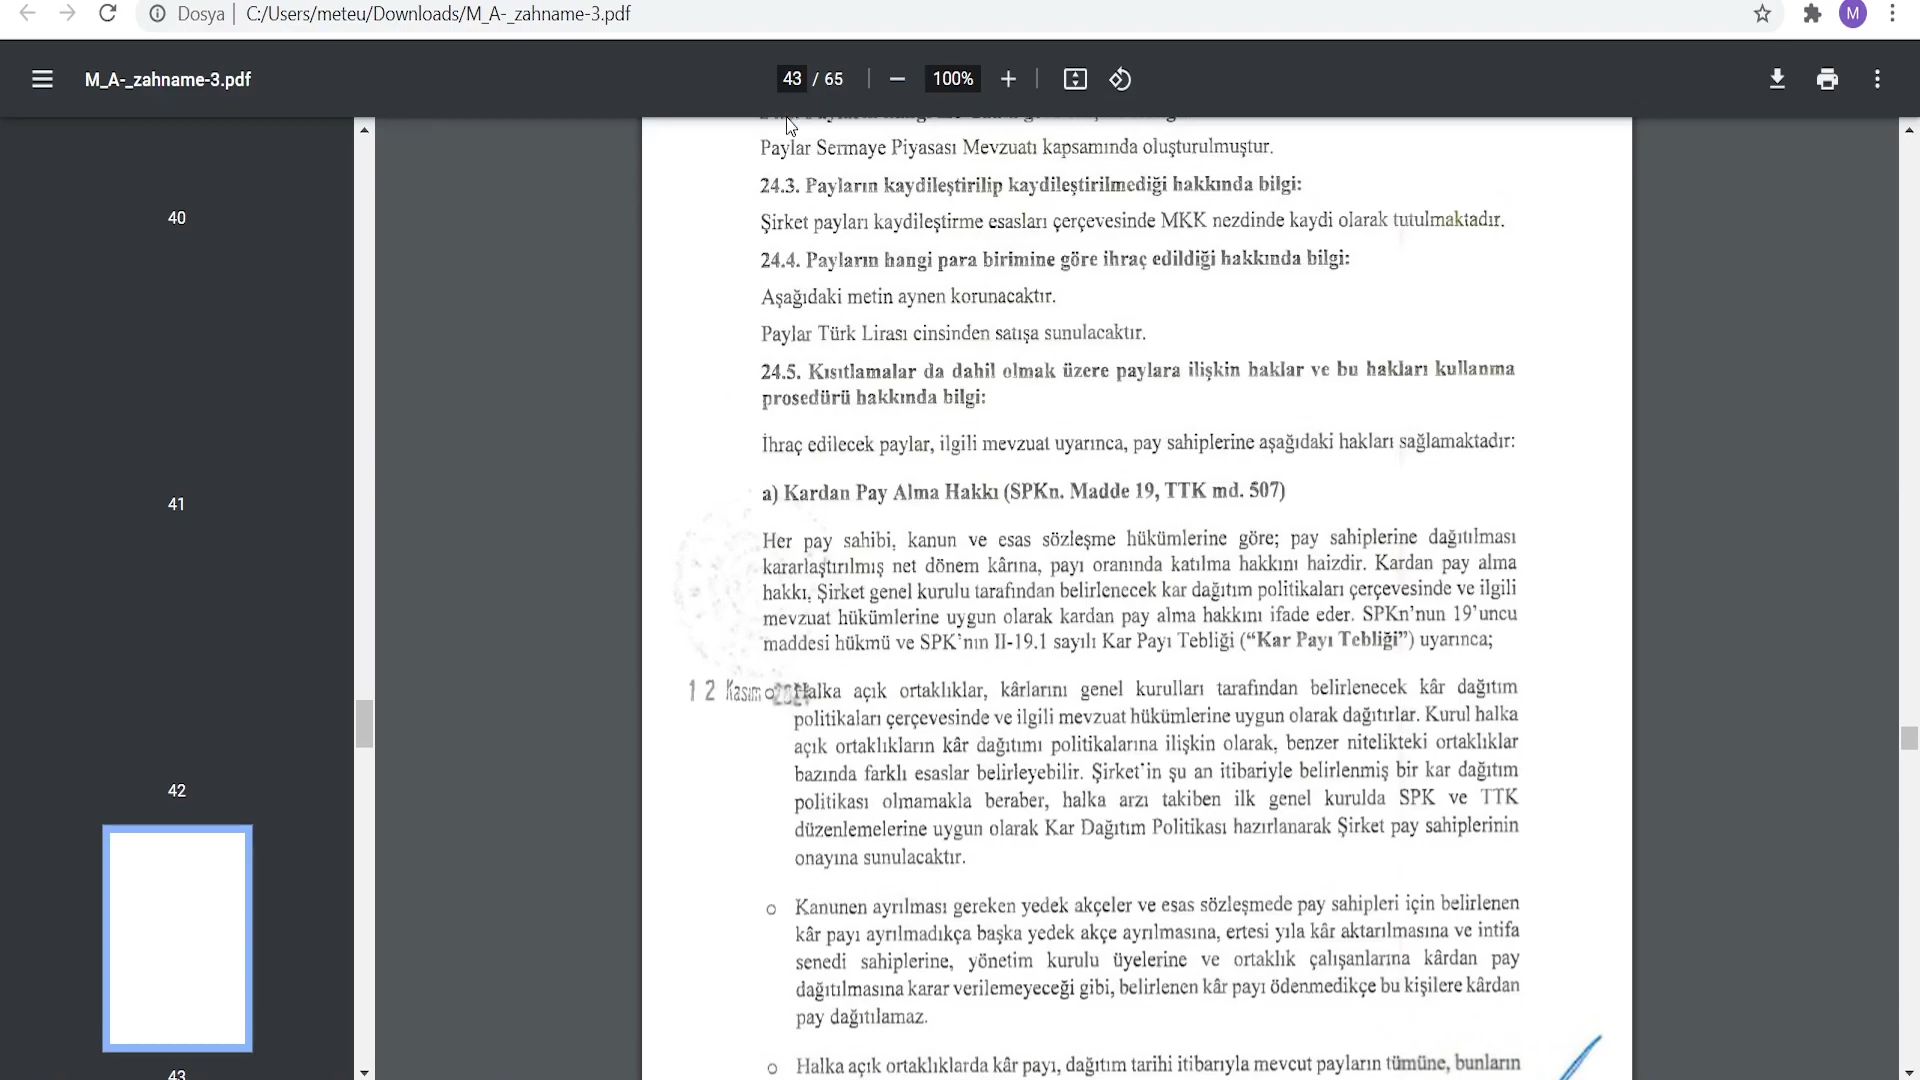 Dosya | C:/Users/meteu/Downloads/M_A-_zahname-3.pdf
M
M_A-_zahname-3.pdf
43 / 65
100%
40
41
42
43
Paylar Sermaye Piyasası Mevzuatı kapsamında oluşturulmuştur.
24.3. Payların kaydileştirilip kaydileştirilmediği hakkında bilgi:
Şirket payları kaydileştirme esasları çerçevesinde MKK nezdinde kaydi olarak tutulmaktadır.
24.4. Payların hangi para birimine göre ihraç edildiği hakkında bilgi:
Aşağıdaki metin aynen korunacaktır.
Paylar Türk Lirası cinsinden satışa sunulacaktır.
24.5. Kısıtlamalar da dahil olmak üzere paylara ilişkin haklar ve bu hakları kullanma
prosedürü hakkında bilgi:
İhraç edilecek paylar, ilgili mevzuat uyarınca, pay sahiplerine aşağıdaki hakları sağlamaktadır:
a) Kardan Pay Alma Hakkı (SPKn. Madde 19, TTK md. 507)
Her pay sahibi, kanun ve esas sözleşme hükümlerine göre; pay sahiplerine dağıtılması
kararlaştırılmış net dönem kârına, payı oranında katılma hakkını haizdir. Kardan pay alma
hakkı, Şirket genel kurulu tarafından belirlenecek kar dağıtım politikaları çerçevesinde ve ilgili
mevzuat hükümlerine uygun olarak kardan pay alma hakkını ifade eder. SPKn’nun 19’uncu
maddesi hükmü ve SPK’nın II-19.1 sayılı Kar Payı Tebliği (“Kar Payı Tebliği”) uyarınca;
12 Kasım
o Halka açık ortaklıklar, kârlarını genel kurulları tarafından belirlenecek kâr dağıtım
politikaları çerçevesinde ve ilgili mevzuat hükümlerine uygun olarak dağıtırlar. Kurul halka
açık ortaklıkların kâr dağıtımı politikalarına ilişkin olarak, benzer nitelikteki ortaklıklar
bazında farklı esaslar belirleyebilir. Şirket’in şu an itibariyle belirlenmiş bir kar dağıtım
politikası olmamakla beraber, halka arzı takiben ilk genel kurulda SPK ve TTK
düzenlemelerine uygun olarak Kar Dağıtım Politikası hazırlanarak Şirket pay sahiplerinin
onayına sunulacaktır.
o Kanunen ayrılması gereken yedek akçeler ve esas sözleşmede pay sahipleri için belirlenen
kâr payı ayrılmadıkça başka yedek akçe ayrılmasına, ertesi yıla kâr aktarılmasına ve intifa
senedi sahiplerine, yönetim kurulu üyelerine ve ortaklık çalışanlarına kârdan pay
dağıtılmasına karar verilemeyeceği gibi, belirlenen kâr payı ödenmedikçe bu kişilere kârdan
pay dağıtılamaz.
o Halka açık ortaklıklarda kâr payı, dağıtım tarihi itibarıyla mevcut payların tümüne, bunların